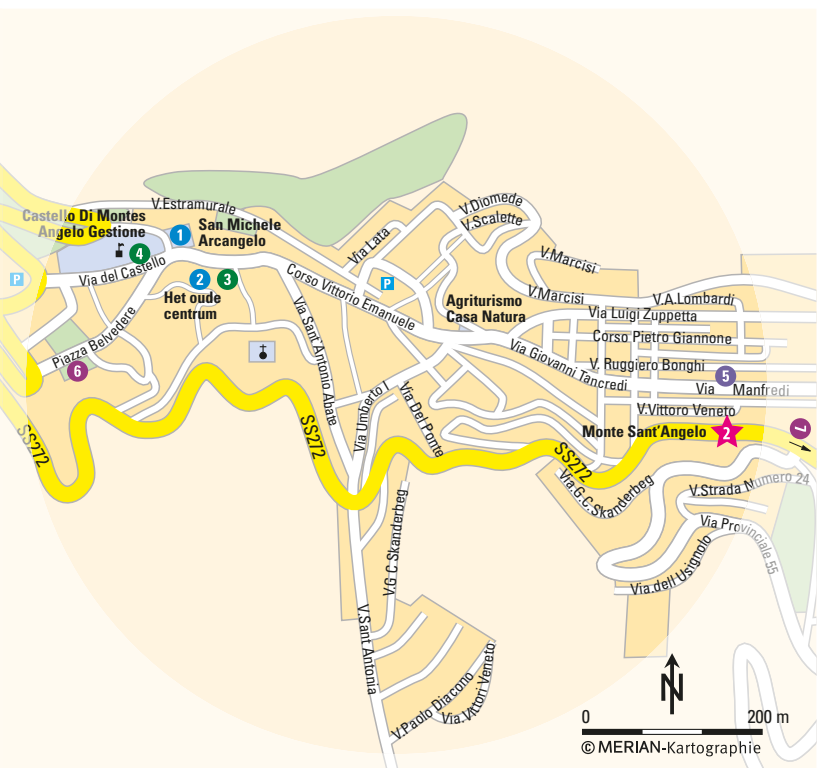 V.Estramurale
Castello Di Montes
Angelo Gestione
1
San Michele
Arcangelo
4
Via del Castello
P
2
3
Het oude
centrum
Piazza Belvedere
6
Via Lata
P
Corso Vittorio Emanuele
V.Diomede
V.Scalette
V.Marcisi
V.Marcisi
V.A.Lombardi
Agriturismo
Casa Natura
Via Luigi Zuppetta
Corso Pietro Giannone
Via Giovanni Tancredi
V. Ruggiero Bonghi
5
Via Manfredi
V.Vittoro Veneto
Monte Sant'Angelo
2
7
Via Sant'Antonio Abate
Via Umberto I
Via Del Ponte
SS272
SS272
SS272
Via G.C.Skanderbeg
V.Strada Numero 24
Via Provinciale 55
Via.dell Usignolo
V.G C Skanderbeg
V.Sant Antonia
V.Paolo Diacono
Via.Vittori Veneto
N
0 200 m
© MERIAN-Kartographie